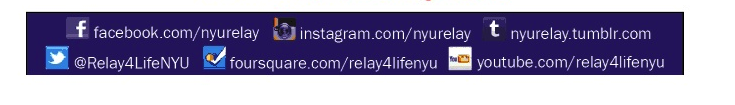 facebook.com/nyurelay instagram.com/nyurelay nyurelay.tumblr.com
@Relay4LifeNYU foursquare.com/relay4lifenyu youtube.com/relay4lifenyu